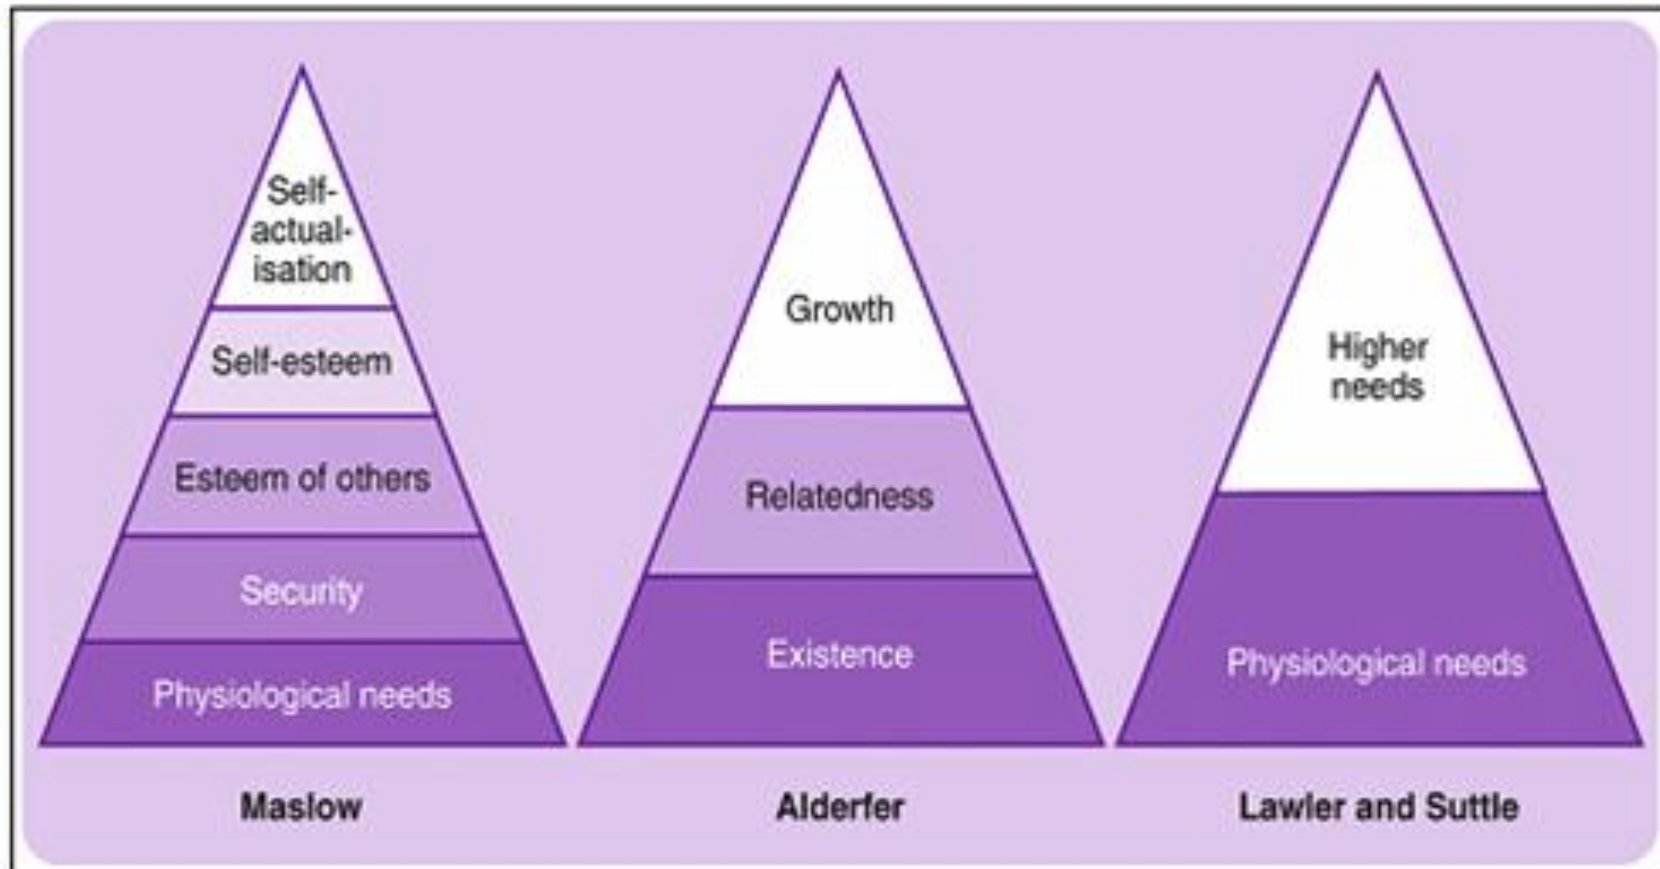 Self-
actual-
isation
Self-esteem
Esteem of others
Security
Physiological needs
Maslow
Growth
Relatedness
Existence
Alderfer
Higher
needs
Physiological needs
Lawler and Suttle